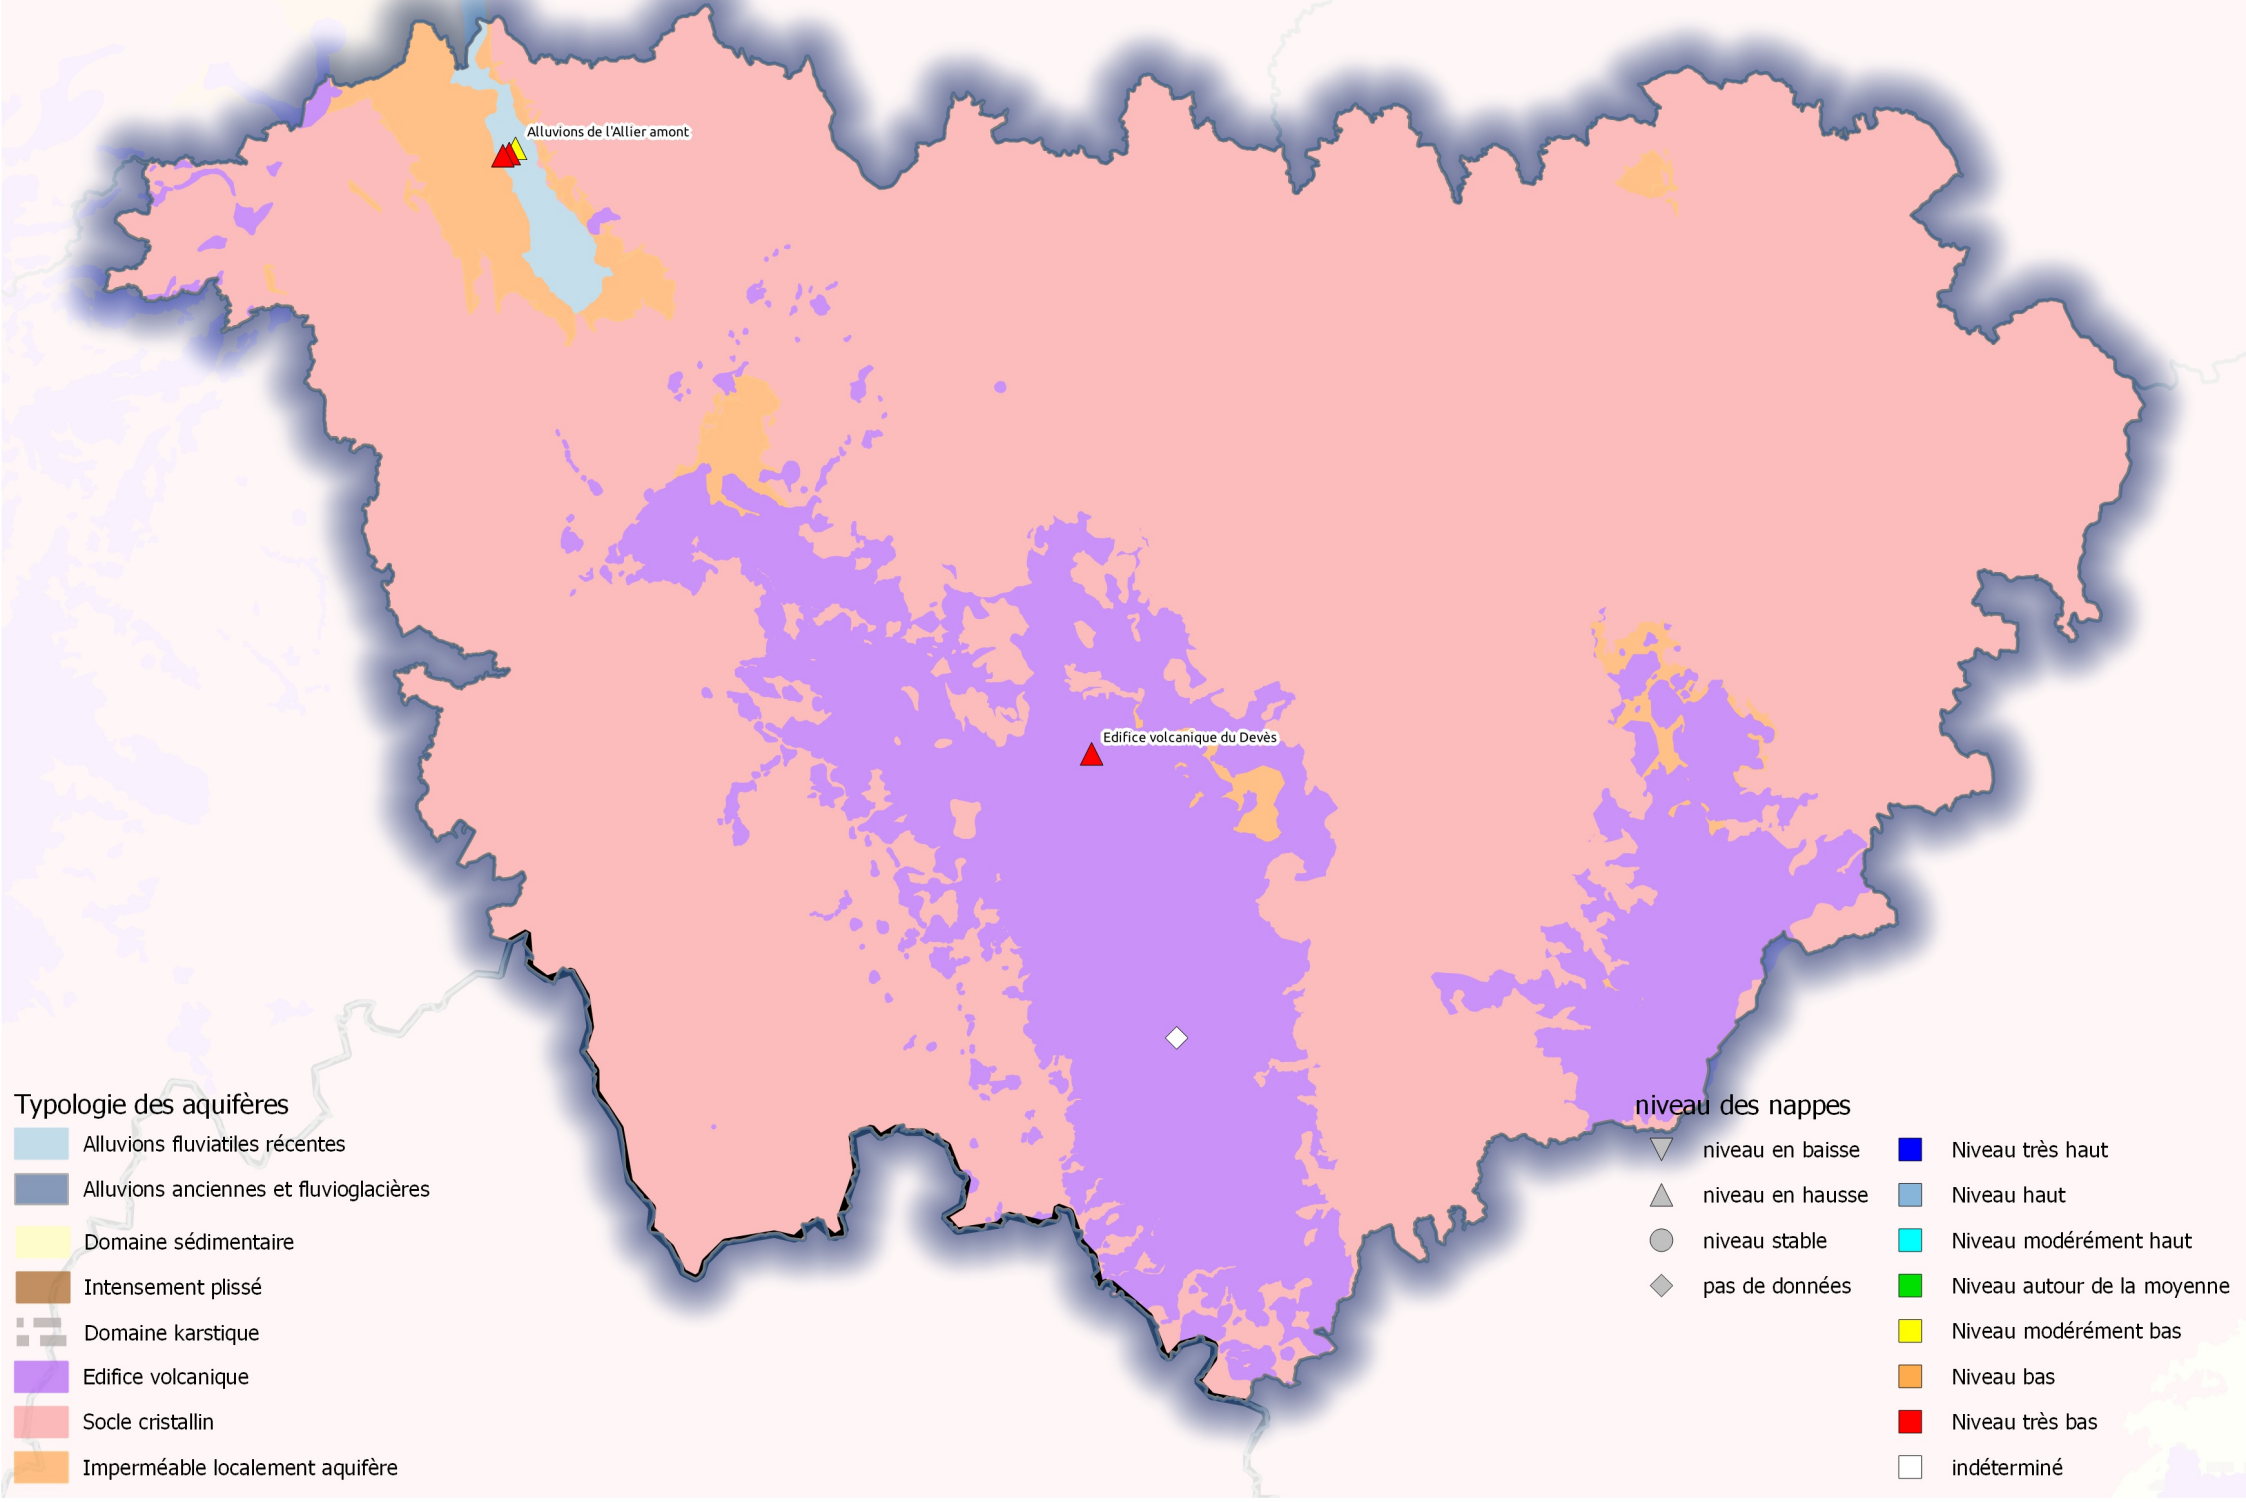 Alluvions de l'Allier amont
Edifice volcanique du Devès
Typologie des aquifères
Alluvions fluviatiles récentes
Alluvions anciennes et fluvioglacières
Domaine sédimentaire
Intensement plissé
Domaine karstique
Edifice volcanique
Socle cristallin
Imperméable localement aquifère
niveau des nappes
niveau en baisse
niveau en hausse
niveau stable
pas de données
Niveau très haut
Niveau haut
Niveau modérément haut
Niveau autour de la moyenne
Niveau modérément bas
Niveau bas
Niveau très bas
indéterminé